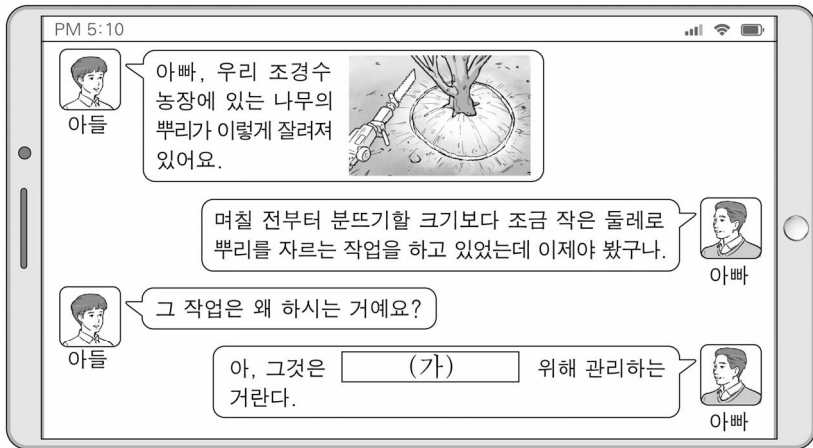 PM 5:10
아빠, 우리 조경수
농장에 있는 나무의
뿌리가 이렇게 잘려져
있어요.
아들
며칠 전부터 분뜨기할 크기보다 조금 작은 둘레로
뿌리를 자르는 작업을 하고 있었는데 이제야 봤구나.
아빠
그 작업은 왜 하시는 거예요?
아들
아, 그것은 (가) 위해 관리하는
거란다.
아빠